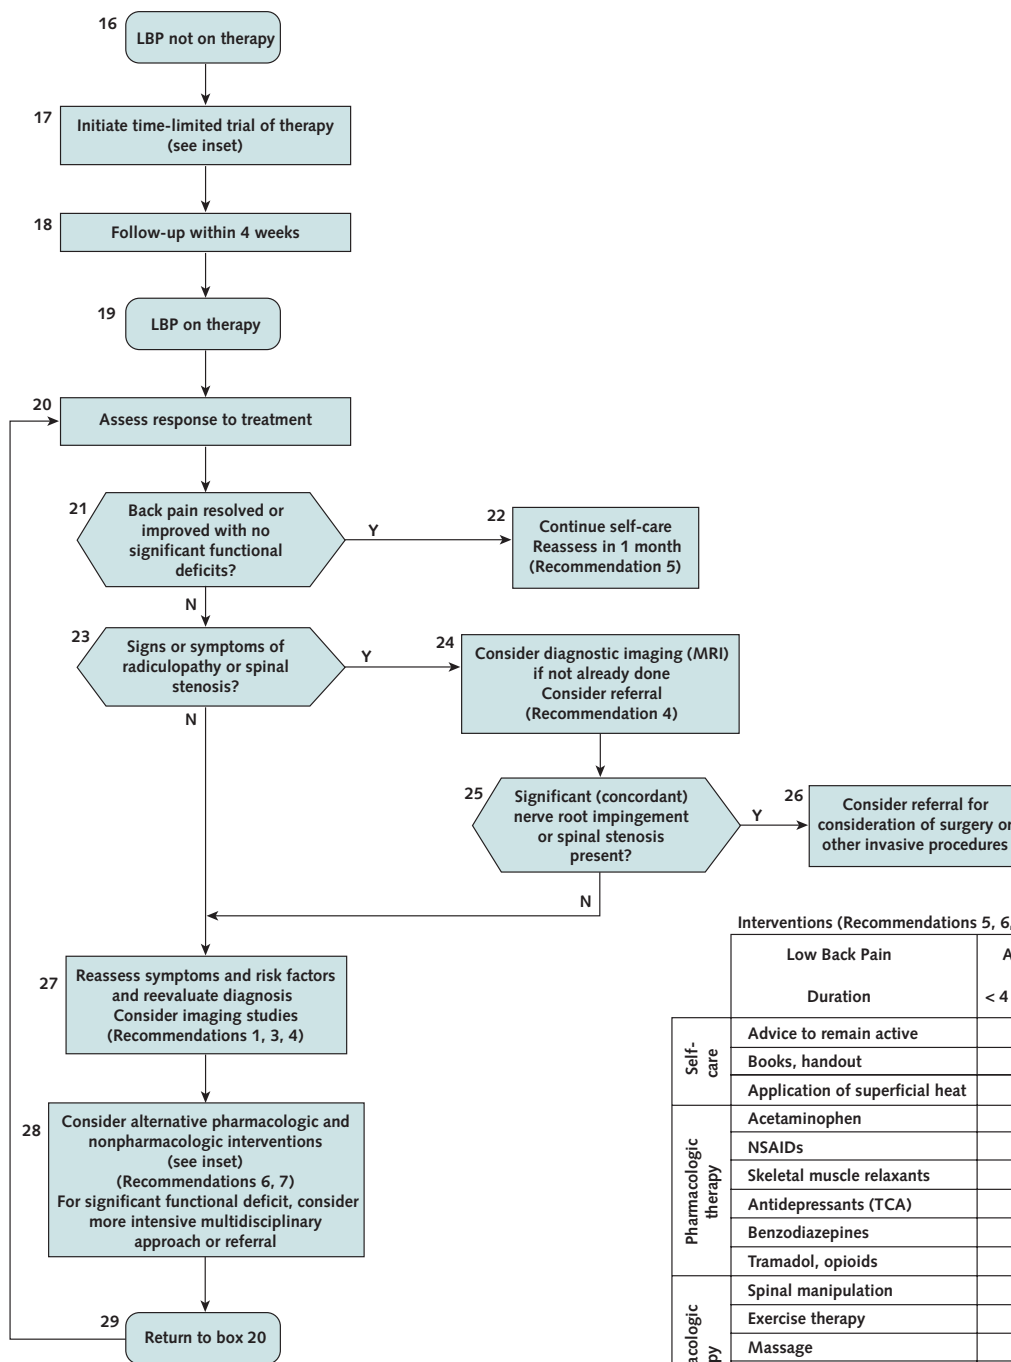 16
LBP not on therapy
17
Initiate time-limited trial of therapy
(see inset)
18
Follow-up within 4 weeks
19
LBP on therapy
20
Assess response to treatment
21
Back pain resolved or
improved with no
significant functional
deficits?
Y
22
Continue self-care
Reassess in 1 month
(Recommendation 5)
N
23
Signs or symptoms of
radiculopathy or spinal
stenosis?
Y
24
Consider diagnostic imaging (MRI)
if not already done
Consider referral
(Recommendation 4)
N
25
Significant (concordant)
nerve root impingement
or spinal stenosis
present?
Y
26
Consider referral for
consideration of surgery or
other invasive procedures
N
27
Reassess symptoms and risk factors
and reevaluate diagnosis
Consider imaging studies
(Recommendations 1, 3, 4)
28
Consider alternative pharmacologic and
nonpharmacologic interventions
(see inset)
(Recommendations 6, 7)
For significant functional deficit, consider
more intensive multidisciplinary
approach or referral
29
Return to box 20
Interventions (Recommendations 5, 6,
Low Back Pain
A
Duration
< 4
Self-
care
Advice to remain active
Books, handout
Application of superficial heat
Pharmacologic
therapy
Acetaminophen
NSAIDs
Skeletal muscle relaxants
Antidepressants (TCA)
Benzodiazepines
Tramadol, opioids
Spinal manipulation
Exercise therapy
Massage